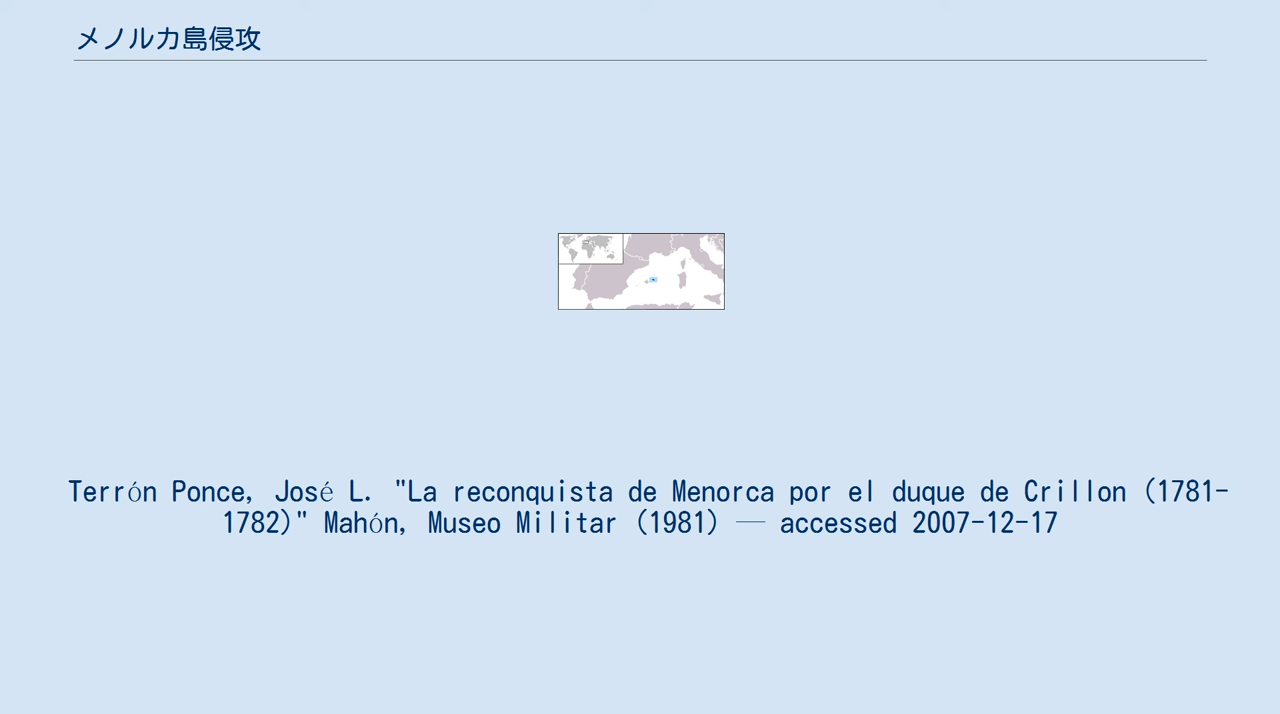 メノルカ島侵攻
Terrón Ponce, José L. "La reconquista de Menorca por el duque de Crillon (1781-
1782)" Mahón, Museo Militar (1981) — accessed 2007-12-17